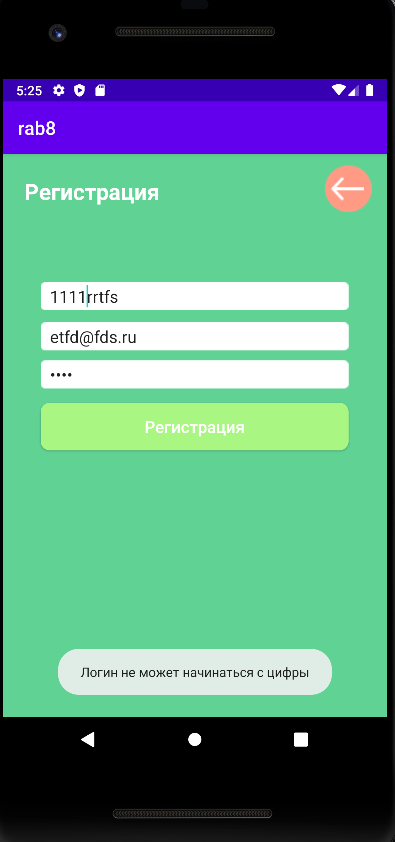 5:25
rab8
Регистрация
1111rrtfs
etfd@fds.ru
••••
Регистрация
Логин не может начинаться с цифры